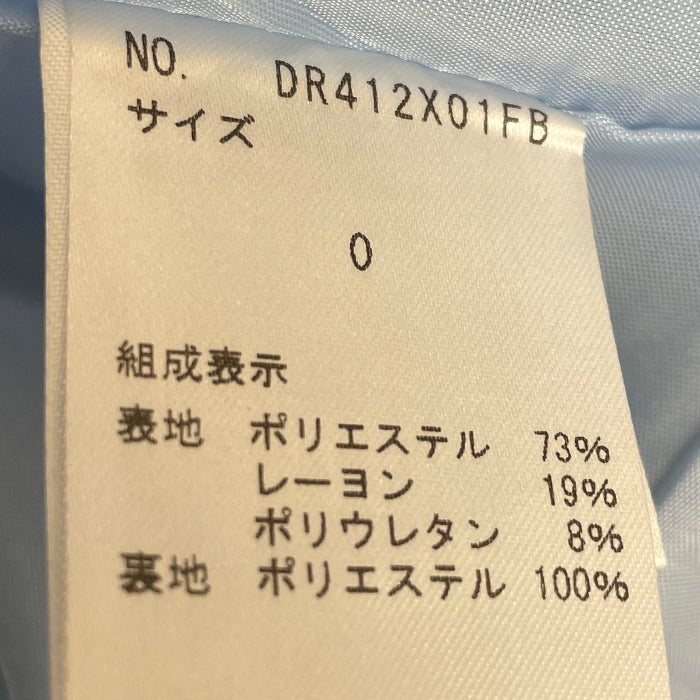 NO. DR412X01FB
サイズ
0
組成表示
表地 ポリエステル 73%
レーヨン 19%
ポリウレタン 8%
裏地 ポリエステル 100%